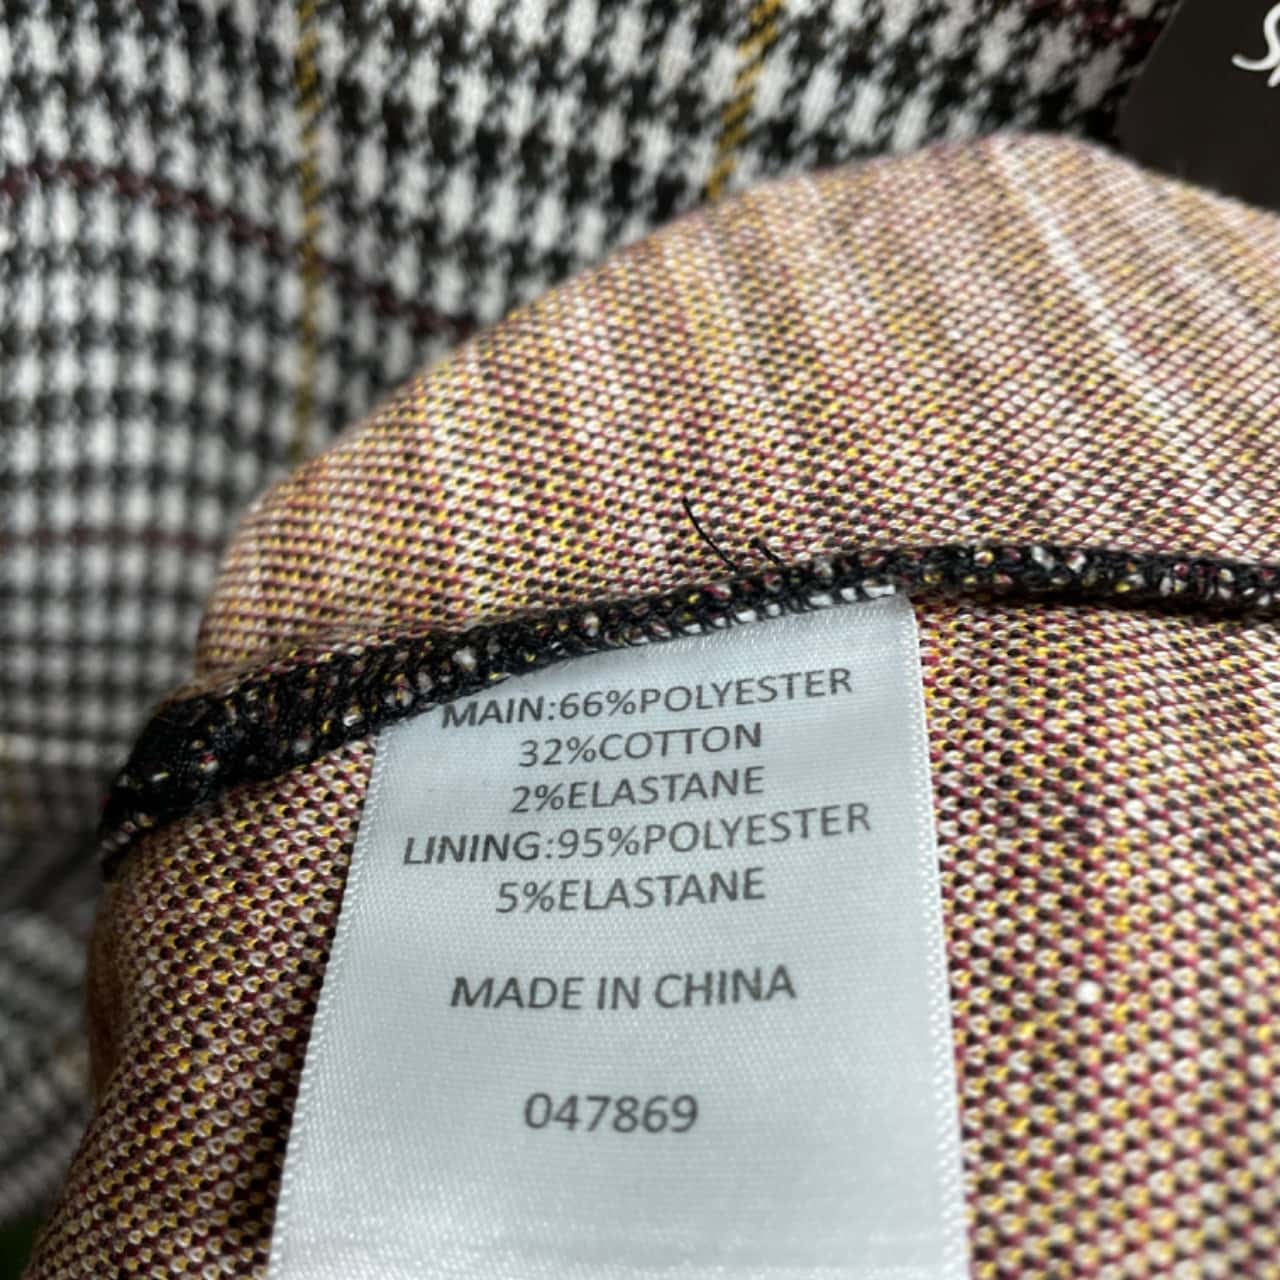 MAIN:66%POLYESTER
32%COTTON
2%ELASTANE
LINING:95%POLYESTER
5%ELASTANE
MADE IN CHINA
047869